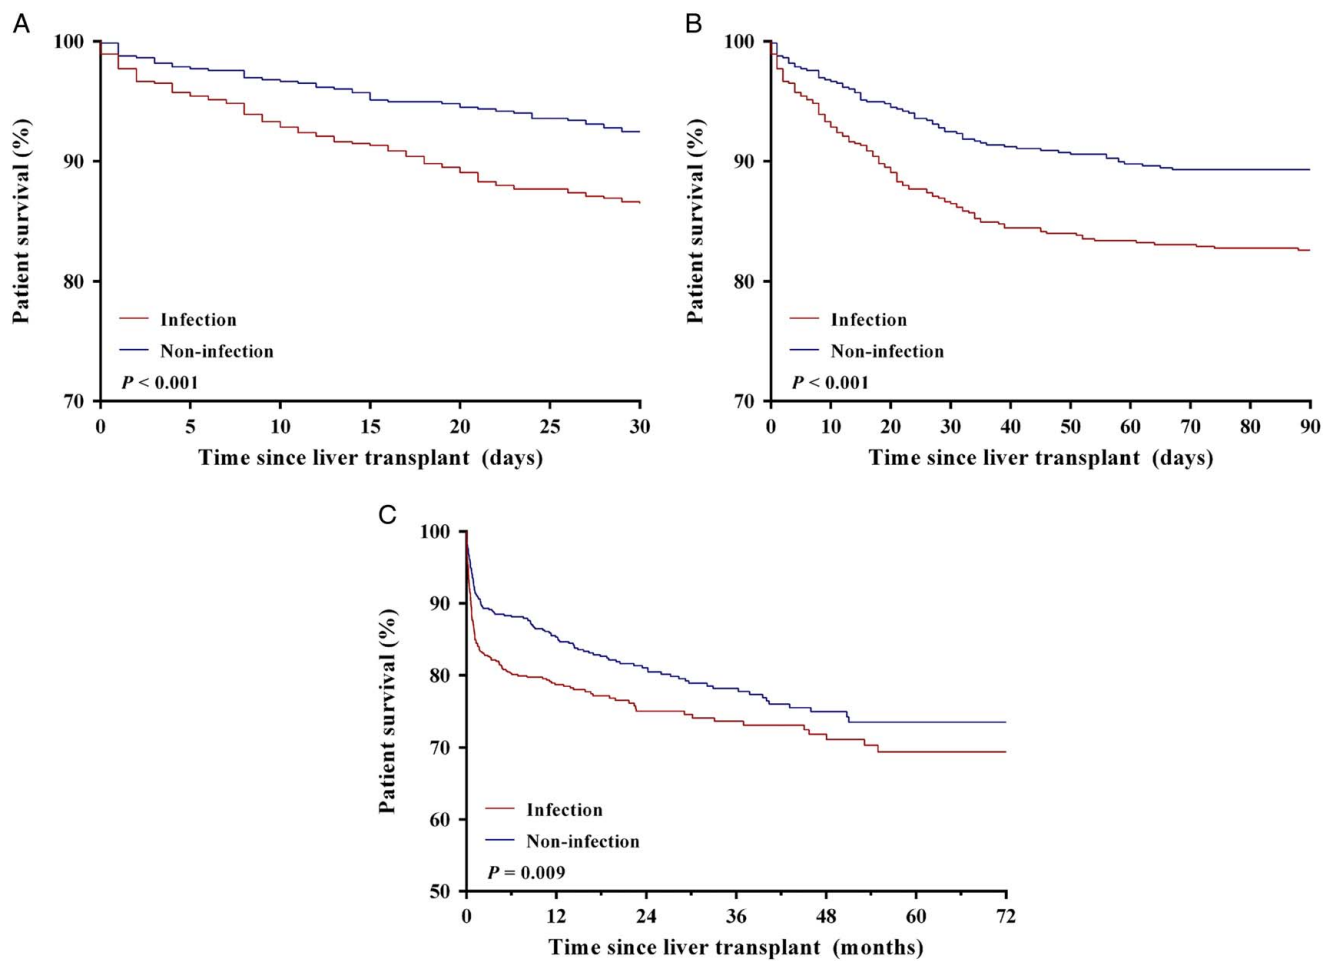 A
100
90
80
70
Patient survival (%)
Infection
Non-infection
P < 0.001
0 5 10 15 20 25 30
Time since liver transplant (days)
B
100
90
80
70
Patient survival (%)
Infection
Non-infection
P < 0.001
0 10 20 30 40 50 60 70 80 90
Time since liver transplant (days)
C
100
90
80
70
60
50
Patient survival (%)
Infection
Non-infection
P = 0.009
0 12 24 36 48 60 72
Time since liver transplant (months)